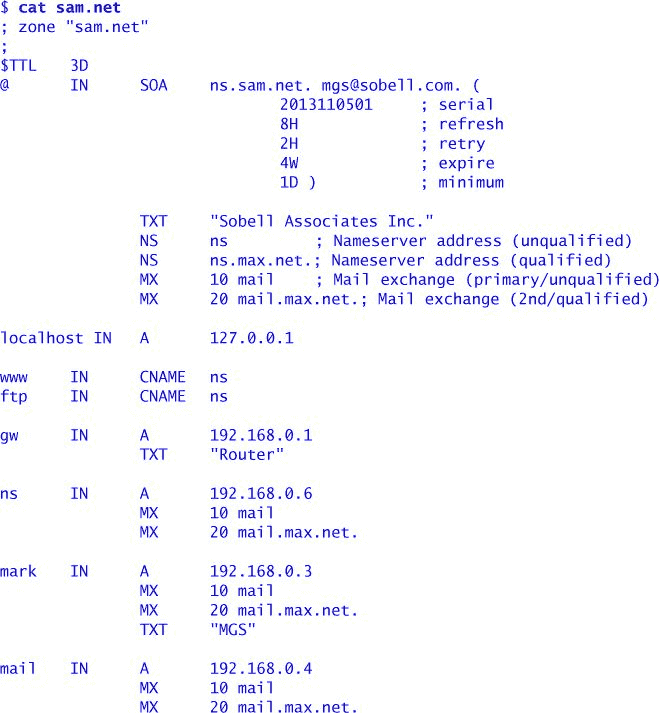 $ cat sam.net
; zone "sam.net"
;
$TTL 3D
@ IN SOA ns.sam.net. mgs@sobell.com. (
2013110501 ; serial
8H ; refresh
2H ; retry
4W ; expire
1D ) ; minimum
TXT "Sobell Associates Inc."
NS ns ; Nameserver address (unqualified)
NS ns.max.net.; Nameserver address (qualified)
MX 10 mail ; Mail exchange (primary/unqualified)
MX 20 mail.max.net.; Mail exchange (2nd/qualified)
localhost IN A 127.0.0.1
www IN CNAME ns
ftp IN CNAME ns
gw IN A 192.168.0.1
TXT "Router"
ns IN A 192.168.0.6
MX 10 mail
MX 20 mail.max.net.
mark IN A 192.168.0.3
MX 10 mail
MX 20 mail.max.net.
TXT "MGS"
mail IN A 192.168.0.4
MX 10 mail
MX 20 mail.max.net.